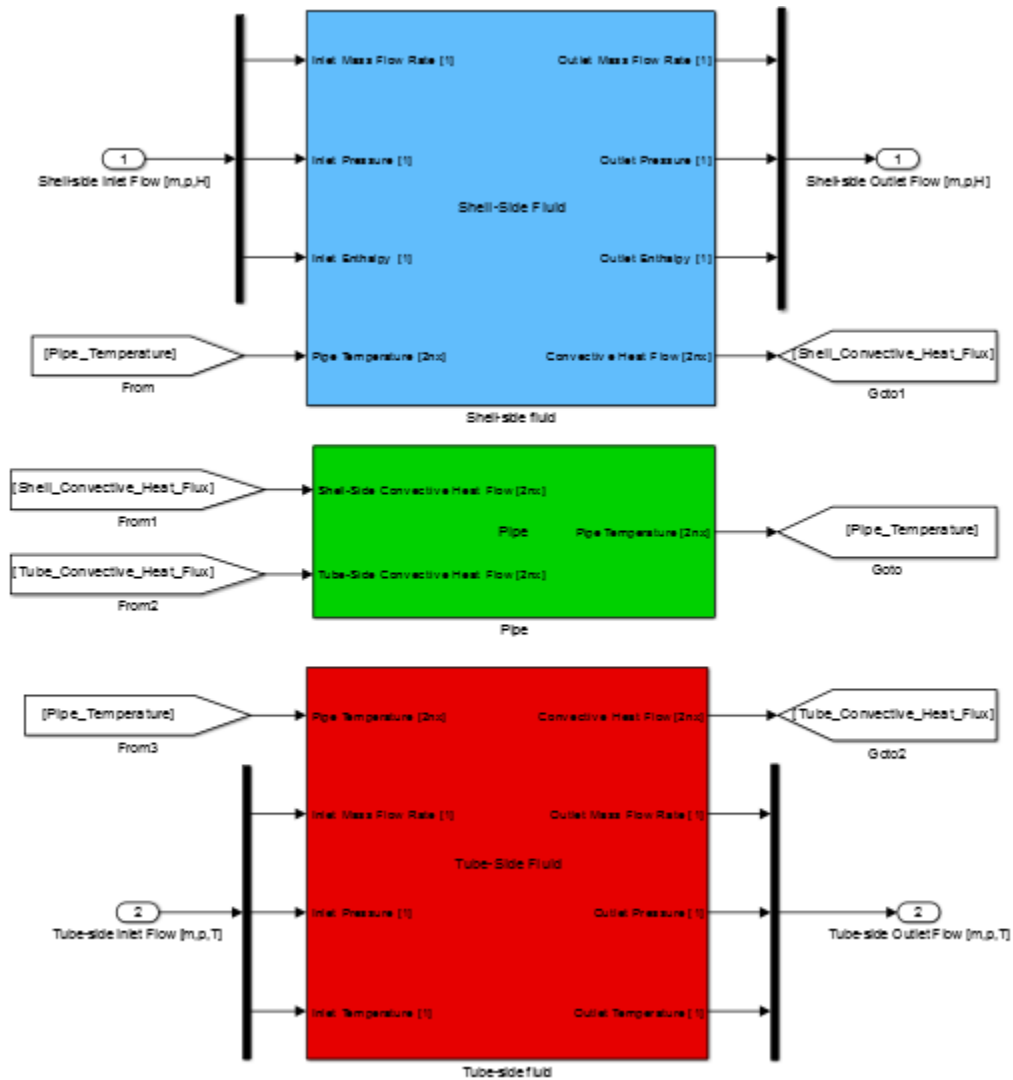 Inlet Mass Flow Rate [1]
Outlet Mass Flow Rate [1]
1
Shell-side Inlet Flow [m,p,H]
Inlet Pressure [1]
Outlet Pressure [1]
1
Shell-side Outlet Flow [m,p,H]
Shell-Side Fluid
Inlet Enthalpy [1]
Outlet Enthalpy [1]
[Pipe_Temperature]
From
Pipe Temperature [2nx]
Convective Heat Flow [2nx]
[Shell_Convective_Heat_Flux]
Goto1
Shell-side fluid
[Shell_Convective_Heat_Flux]
From1
Shell-Side Convective Heat Flow [2nx]
Pipe
Pipe Temperature [2nx]
[Pipe_Temperature]
Goto
[Tube_Convective_Heat_Flux]
From2
Tube-Side Convective Heat Flow [2nx]
Pipe
[Pipe_Temperature]
From3
Pipe Temperature [2nx]
Convective Heat Flow [2nx]
[Tube_Convective_Heat_Flux]
Goto2
Inlet Mass Flow Rate [1]
Outlet Mass Flow Rate [1]
Tube-Side Fluid
2
Tube-side Inlet Flow [m,p,T]
Inlet Pressure [1]
Outlet Pressure [1]
2
Tube-side Outlet Flow [m,p,T]
Inlet Temperature [1]
Outlet Temperature [1]
Tube-side fluid